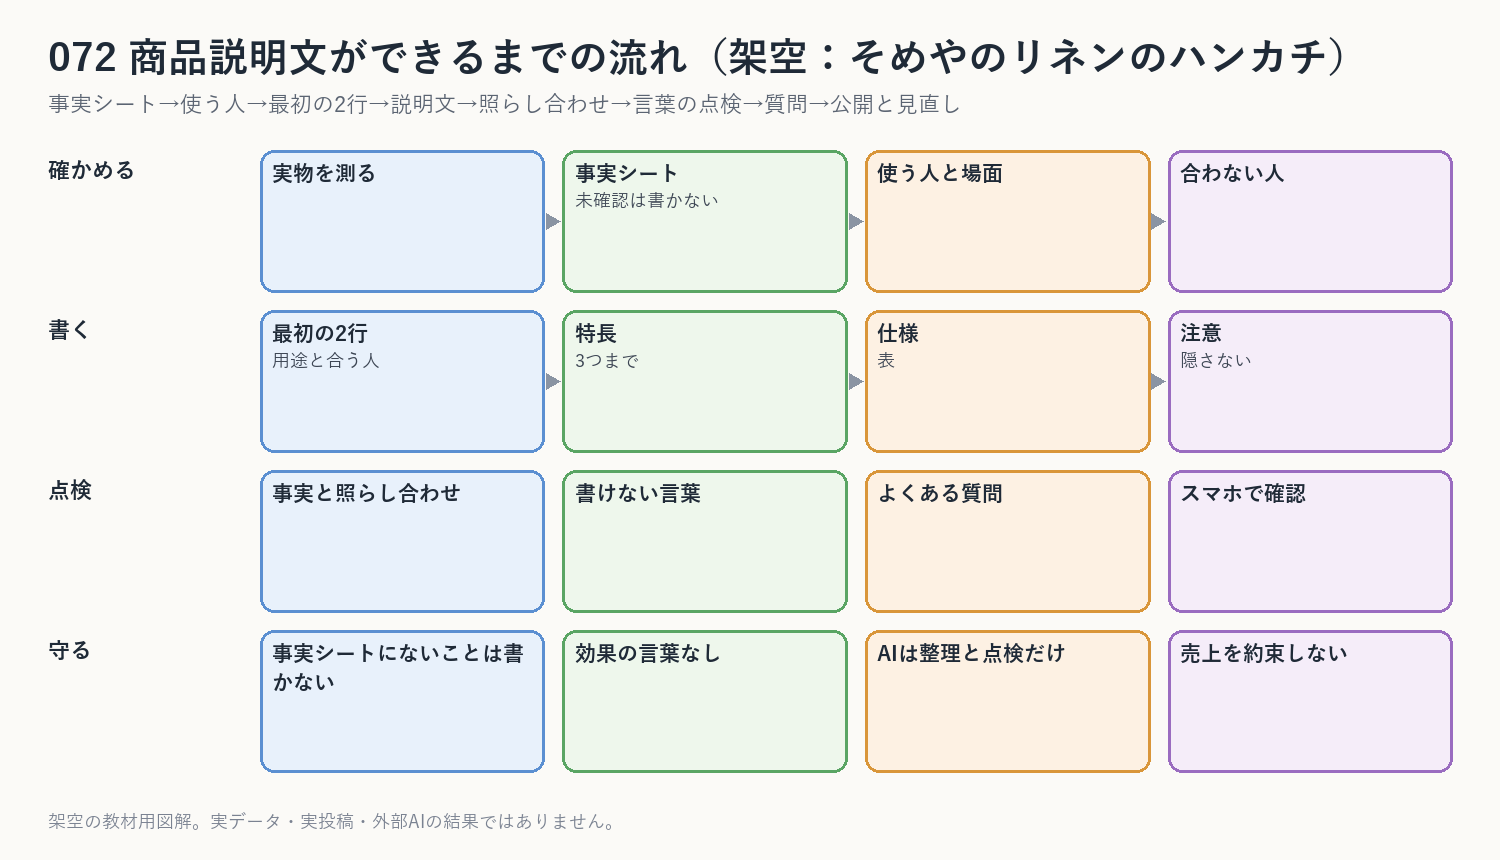 072 商品説明文ができるまでの流れ（架空：そめやのリネンのハンカチ）
事実シート→使う人→最初の2行→説明文→照らし合わせ→言葉の点検→質問→公開と見直し
確かめる
実物を測る
事実シート
未確認は書かない
使う人と場面
合わない人
書く
最初の2行
用途と合う人
特長
3つまで
仕様
表
注意
隠さない
点検
事実と照らし合わせ
書けない言葉
よくある質問
スマホで確認
守る
事実シートにないことは書
かない
効果の言葉なし
AIは整理と点検だけ
売上を約束しない
架空の教材用図解。実データ・実投稿・外部AIの結果ではありません。